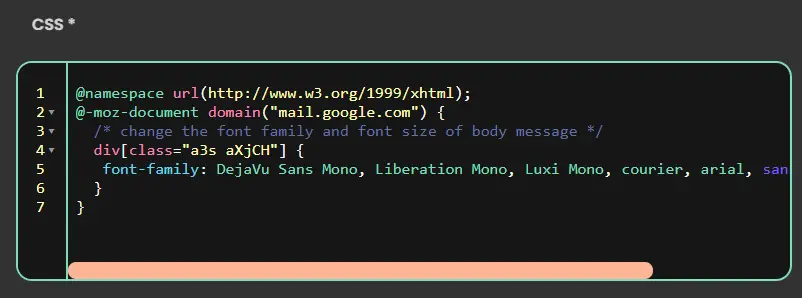 CSS *
1 @namespace url(http://www.w3.org/1999/xhtml);
2 @-moz-document domain("mail.google.com") {
3 /* change the font family and font size of body message */
4 div[class="a3s aXjCH"] {
5 font-family: DejaVu Sans Mono, Liberation Mono, Luxi Mono, courier, arial, san
6 }
7 }